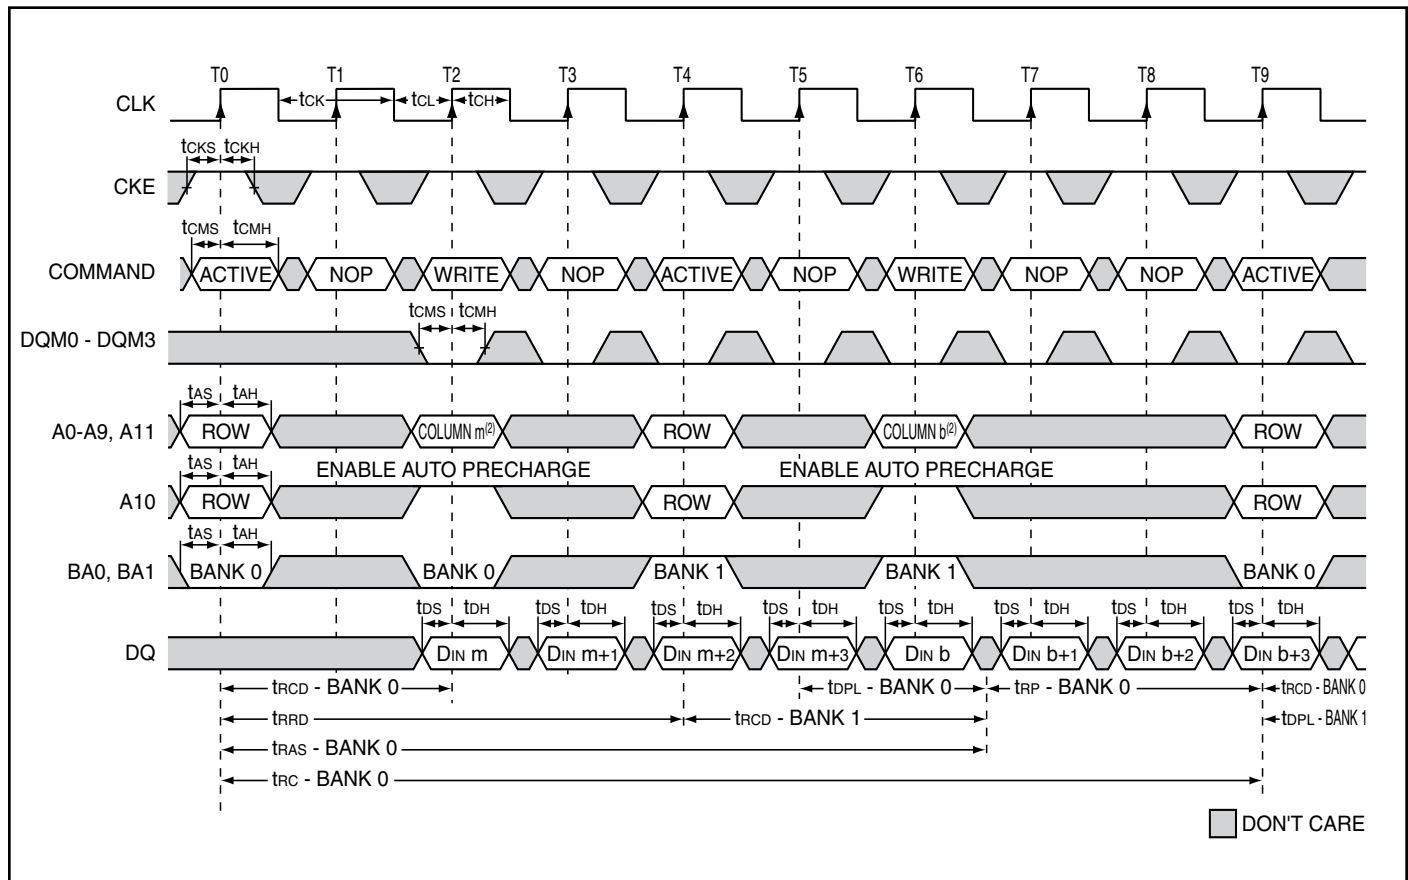 T0 T1 T2 T3 T4 T5 T6 T7 T8 T9
CLK tCK tCL tCH
tCKS tCKH
CKE
tCMS tCMH
COMMAND ACTIVE NOP WRITE NOP ACTIVE NOP WRITE NOP NOP ACTIVE
tCMS tCMH
DQM0 - DQM3
tAS tAH
A0-A9, A11 ROW COLUMN m(2) ROW COLUMN b(2) ROW
tAS tAH ENABLE AUTO PRECHARGE ENABLE AUTO PRECHARGE
A10 ROW ROW ROW
tAS tAH
BA0, BA1 BANK 0 BANK 0 BANK 1 BANK 1 BANK 0
tDS tDH tDS tDH tDS tDH tDS tDH tDS tDH tDS tDH tDS tDH tDS tDH
DQ DIN m DIN m+1 DIN m+2 DIN m+3 DIN b DIN b+1 DIN b+2 DIN b+3
tRCD - BANK 0 tDPL - BANK 0 tRP - BANK 0 tRCD - BANK 0
tRRD tRCD - BANK 1 tDPL - BANK 1
tRAS - BANK 0
tRC - BANK 0
DON'T CARE